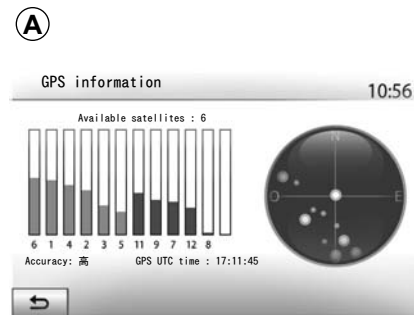 A
GPS information
10:56
Available satellites : 6
N
O
E
6 1 4 2 3 5 11 9 7 12 8
Accuracy: 高
GPS UTC time : 17:11:45